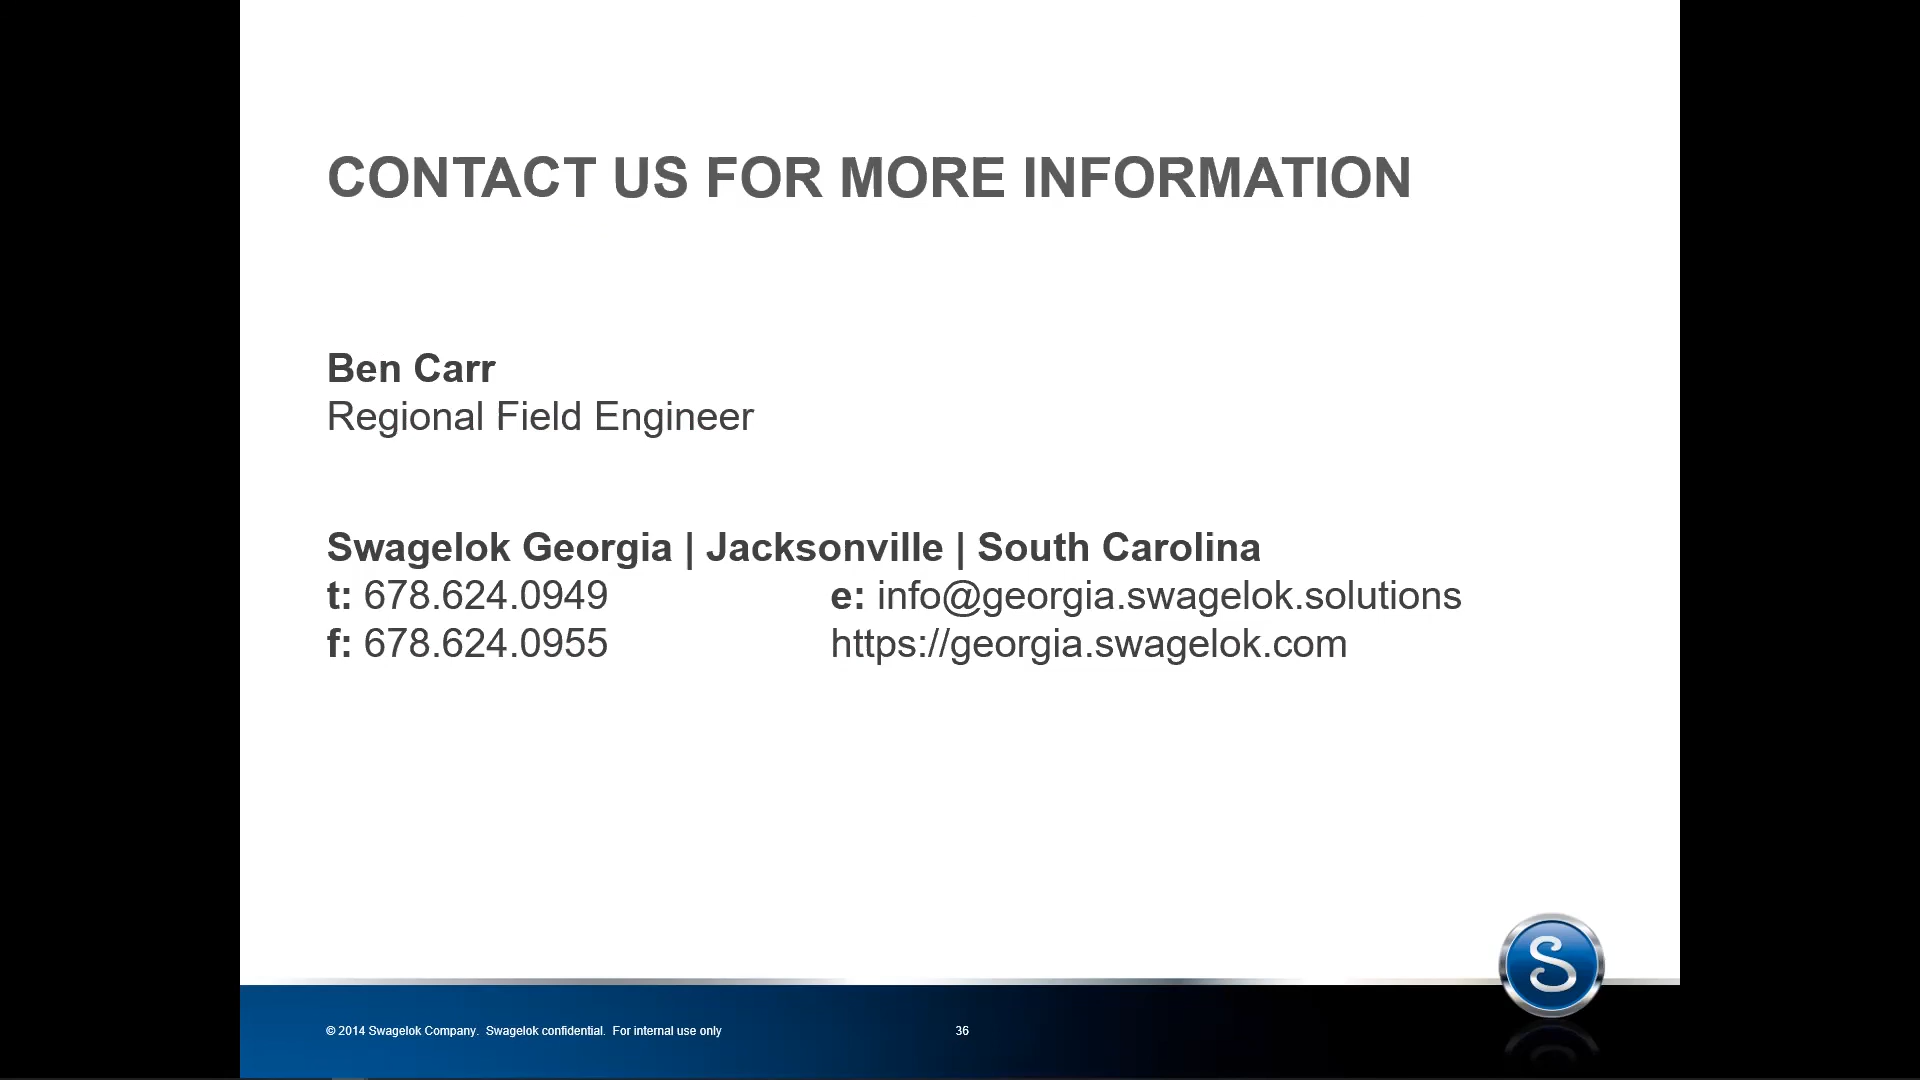 CONTACT US FOR MORE INFORMATION
Ben Carr
Regional Field Engineer
Swagelok Georgia | Jacksonville | South Carolina
t: 678.624.0949 e: info@georgia.swagelok.solutions
f: 678.624.0955 https://georgia.swagelok.com
S
© 2014 Swagelok Company. Swagelok confidential. For internal use only 36